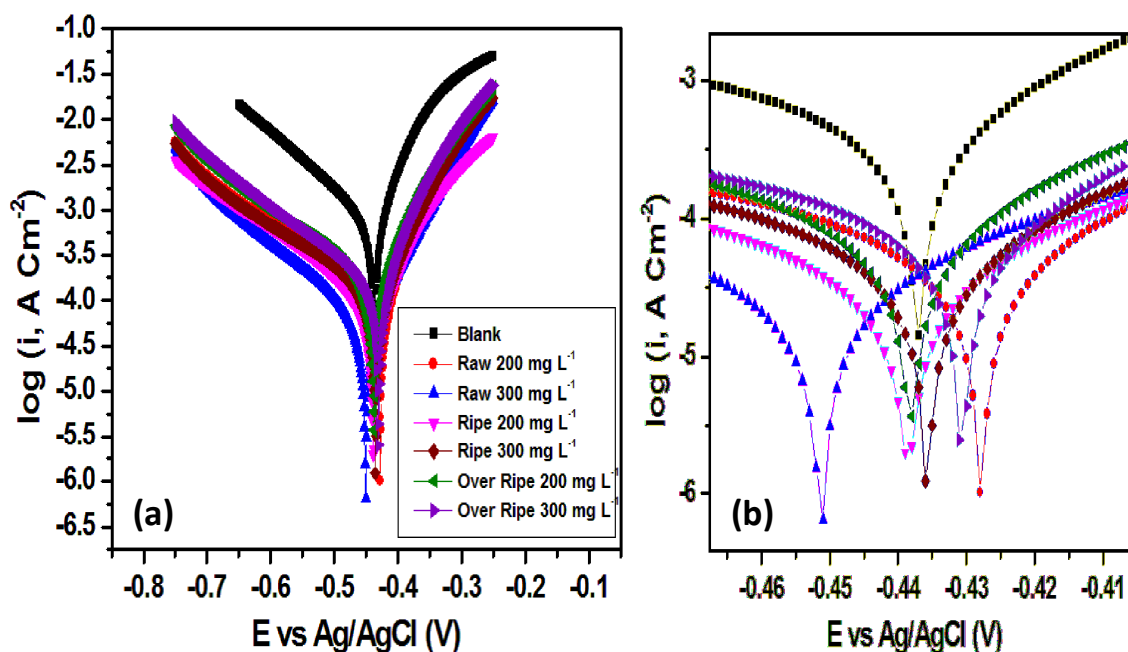 log (i, A Cm-2)
-1.0
-1.5
-2.0
-2.5
-3.0
-3.5
-4.0
-4.5
-5.0
-5.5
-6.0
-6.5
Blank
Raw 200 mg L-1
Raw 300 mg L-1
Ripe 200 mg L-1
Ripe 300 mg L-1
Over Ripe 200 mg L-1
Over Ripe 300 mg L-1
(a)
-0.8 -0.7 -0.6 -0.5 -0.4 -0.3 -0.2 -0.1
E vs Ag/AgCl (V)
log (i, A Cm-2)
-3
-4
-5
-6
(b)
-0.46 -0.45 -0.44 -0.43 -0.42 -0.41
E vs Ag/AgCl (V)